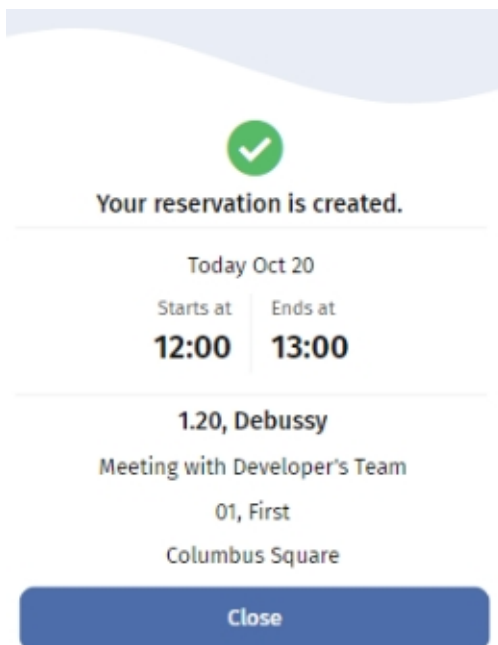 Your reservation is created.
Today Oct 20
Starts at Ends at
12:00 13:00
1.20, Debussy
Meeting with Developer's Team
01, First
Columbus Square
Close